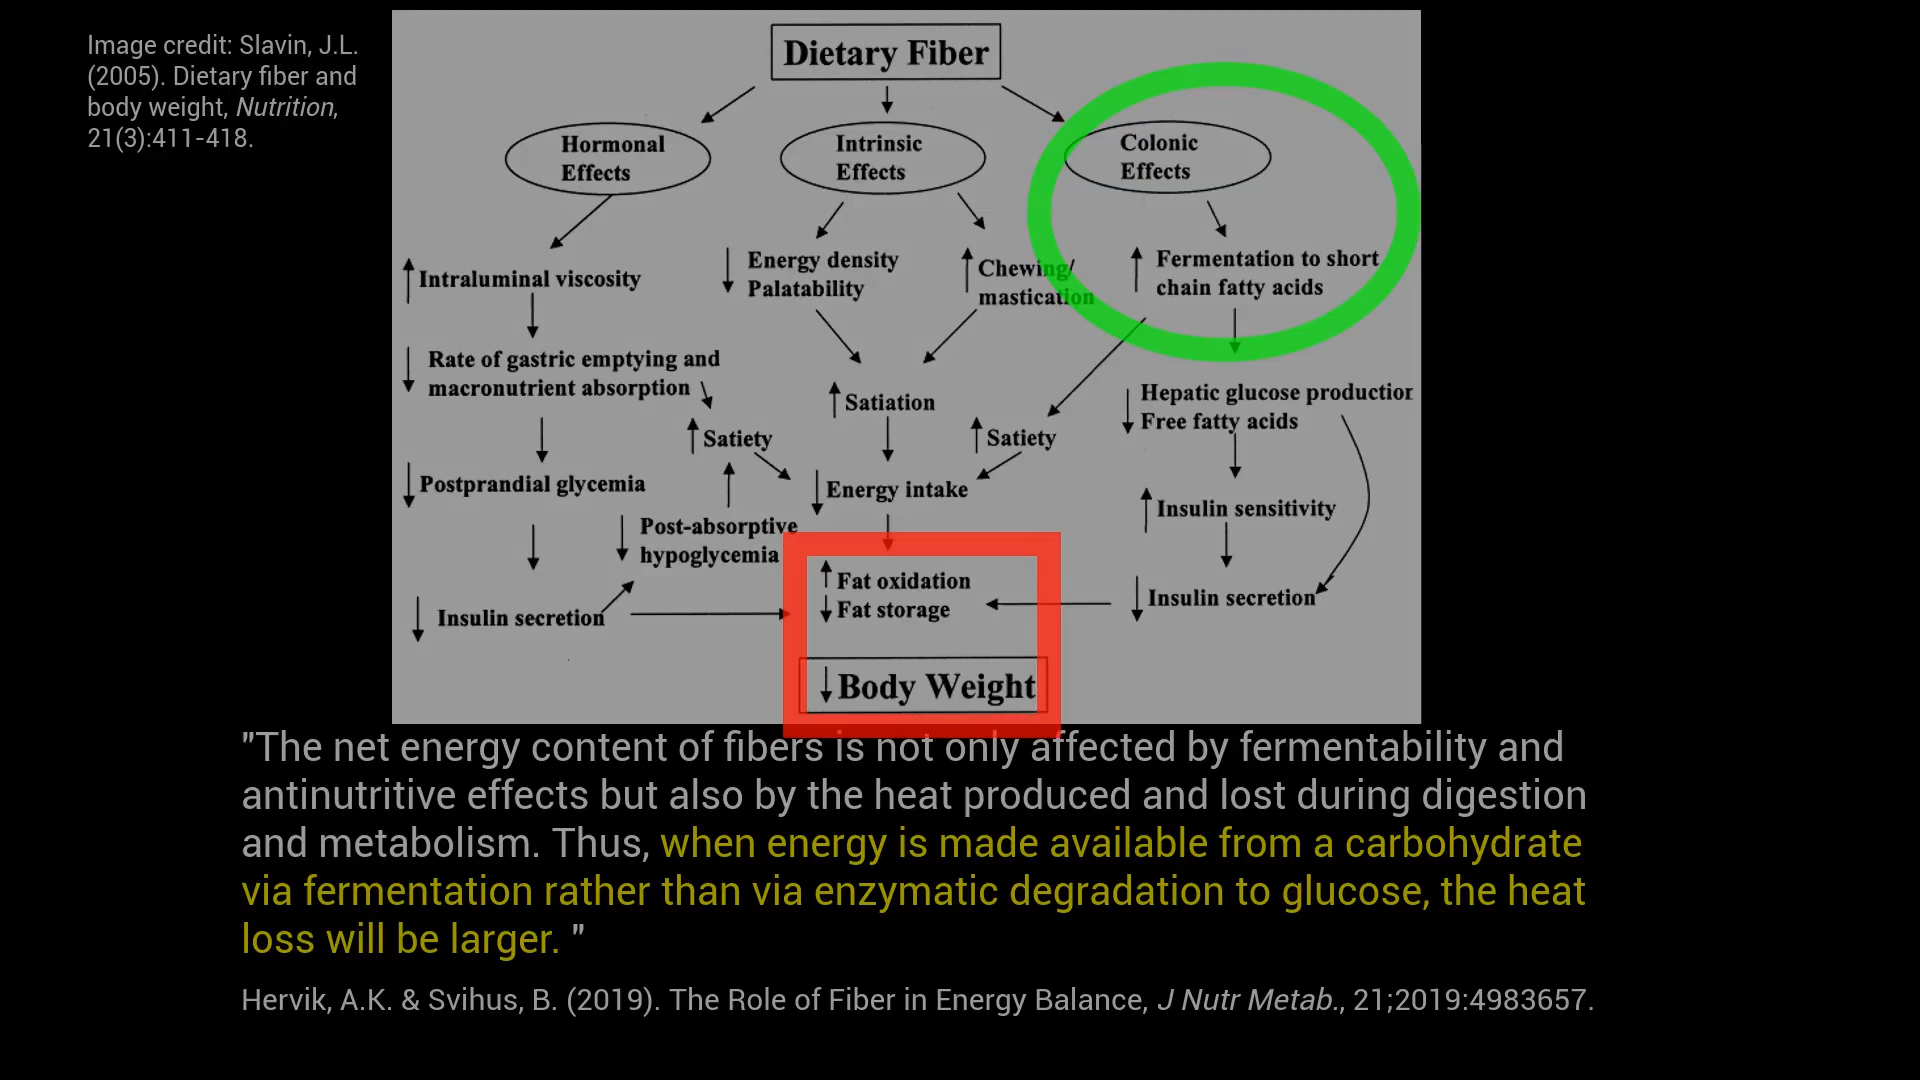 Image credit: Slavin, J.L.
(2005). Dietary fiber and
body weight, Nutrition,
21(3):411-418.
Dietary Fiber
Hormonal
Effects
Intrinsic
Effects
Colonic
Effects
Intraluminal viscosity
Energy density
Palatability
Chewing/
mastication
Fermentation to short
chain fatty acids
Rate of gastric emptying and
macronutrient absorption
Satiation
Hepatic glucose production
Free fatty acids
Satiety
Satiety
Postprandial glycemia
Energy intake
Insulin sensitivity
Post-absorptive
hypoglycemia
Fat oxidation
Fat storage
Insulin secretion
Insulin secretion
Body Weight
"The net energy content of fibers is not only affected by fermentability and
antinutritive effects but also by the heat produced and lost during digestion
and metabolism. Thus, when energy is made available from a carbohydrate
via fermentation rather than via enzymatic degradation to glucose, the heat
loss will be larger. "
Hervik, A.K. & Svihus, B. (2019). The Role of Fiber in Energy Balance, J Nutr Metab., 21;2019:4983657.